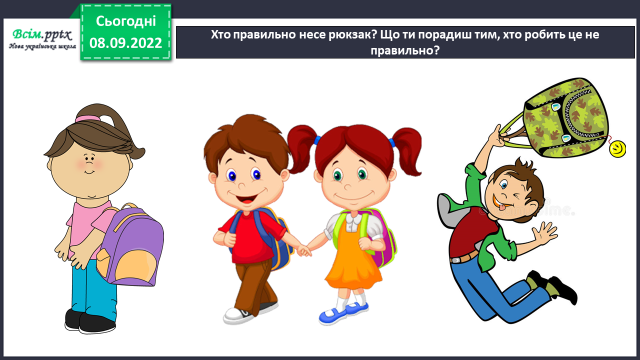 Всім.pptx
Нова українська школа
Сьогодні
08.09.2022
Хто правильно несе рюкзак? Що ти порадиш тим, хто робить це не
правильно?